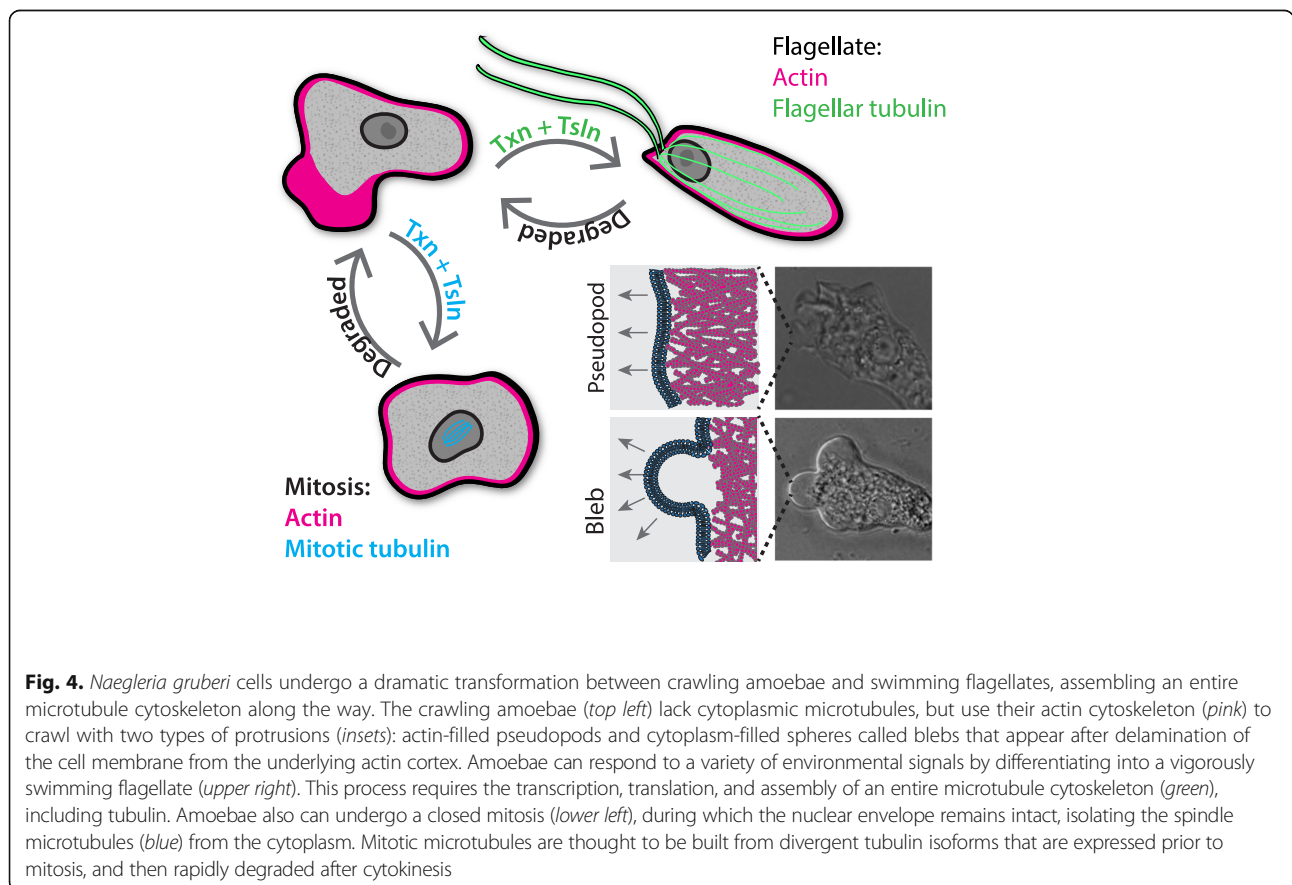 Flagellate:
Actin
Flagellar tubulin
Txn + Tsln
Degraded
Txn + Tsln
Degraded
Mitosis:
Actin
Mitotic tubulin
Pseudopod
Bleb
Fig. 4. Naegleria gruberi cells undergo a dramatic transformation between crawling amoebae and swimming flagellates, assembling an entire
microtubule cytoskeleton along the way. The crawling amoebae (top left) lack cytoplasmic microtubules, but use their actin cytoskeleton (pink) to
crawl with two types of protrusions (insets): actin-filled pseudopods and cytoplasm-filled spheres called blebs that appear after delamination of
the cell membrane from the underlying actin cortex. Amoebae can respond to a variety of environmental signals by differentiating into a vigorously
swimming flagellate (upper right). This process requires the transcription, translation, and assembly of an entire microtubule cytoskeleton (green),
including tubulin. Amoebae also can undergo a closed mitosis (lower left), during which the nuclear envelope remains intact, isolating the spindle
microtubules (blue) from the cytoplasm. Mitotic microtubules are thought to be built from divergent tubulin isoforms that are expressed prior to
mitosis, and then rapidly degraded after cytokinesis